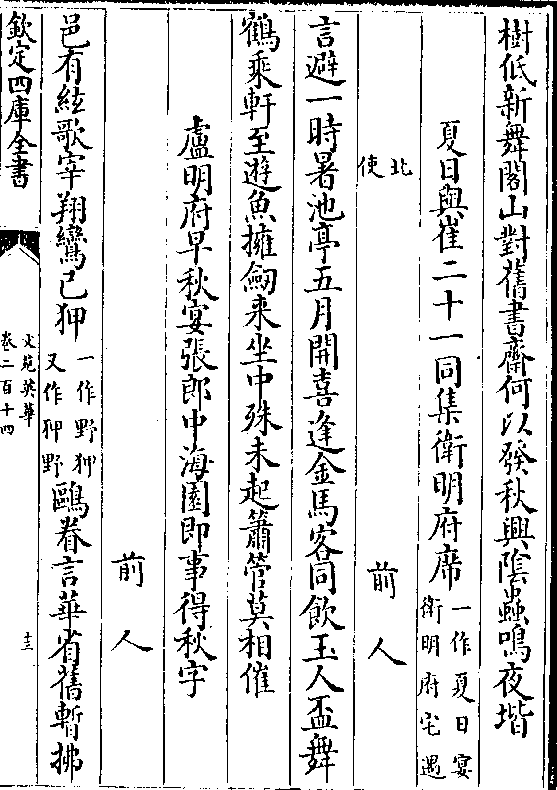 樹低新舞閣山對舊書齋何以發秋興陰蟲鳴夜堦
夏日與崔二十一同集衛明府席一作夏日宴
衛明府宅遇
北
使
前人
言避一時暑池亭五月開喜逢金馬客同飲玉人盃舞
鶴乘軒至遊魚擁劒來坐中殊未起簫管莫相催
盧明府早秋宴張郎中海園即事得秋字
前人
邑有絃歌宰翔鸞已狎一作野狎
又作狎野鷗眷言華省舊暫拂
欽定四庫全書
文苑英華
卷二百十四
十三